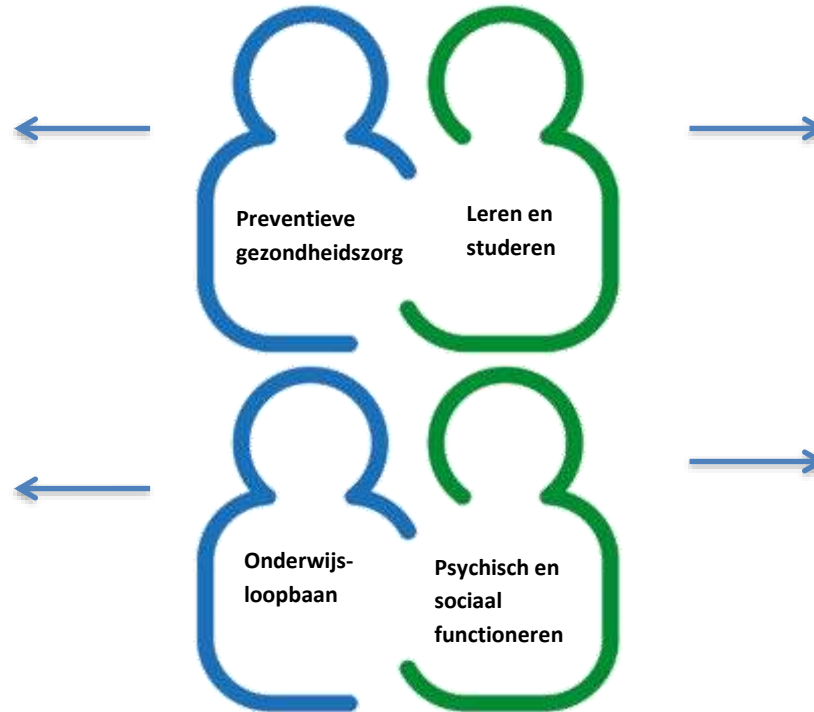 Preventieve
gezondheidszorg
Leren en
studeren
Onderwijs-
loopbaan
Psychisch en
sociaal
functioneren